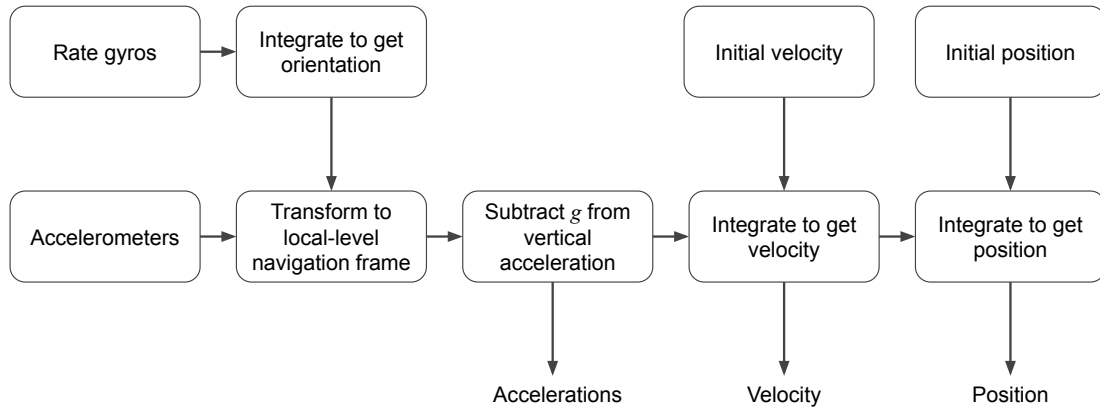 Rate gyros
Integrate to get
orientation
Initial velocity
Initial position
Accelerometers
Transform to
local-level
navigation frame
Subtract g from
vertical
acceleration
Integrate to get
velocity
Integrate to get
position
Accelerations
Velocity
Position